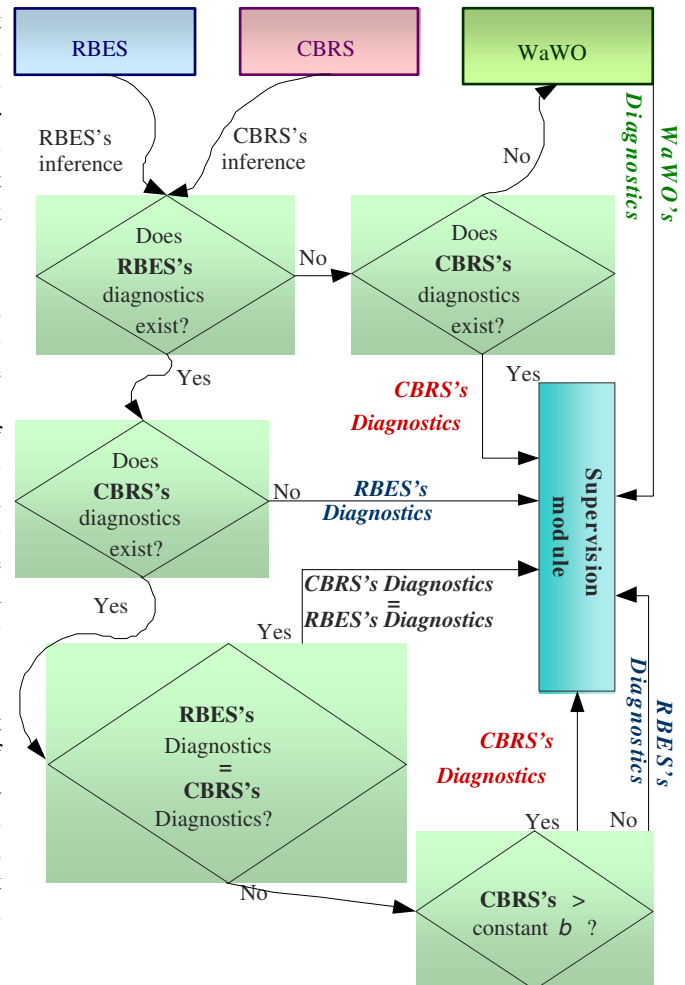 RBES
CBRS
WaWO
RBES's
inference
CBRS's
inference
No
WaWO's
Diagnostics
Does
RBES's
diagnostics
exist?
No
Does
CBRS's
diagnostics
exist?
Yes
Yes
CBRS's
Diagnostics
Does
CBRS's
diagnostics
exist?
No
RBES's
Diagnostics
Supervision
module
Yes
CBRS's Diagnostics
=
RBES's Diagnostics
Yes
RBES's
Diagnostics
=
CBRS's
Diagnostics?
CBRS's
Diagnostics
RBES's
Diagnostics
Yes
No
No
CBRS's >
constant b ?